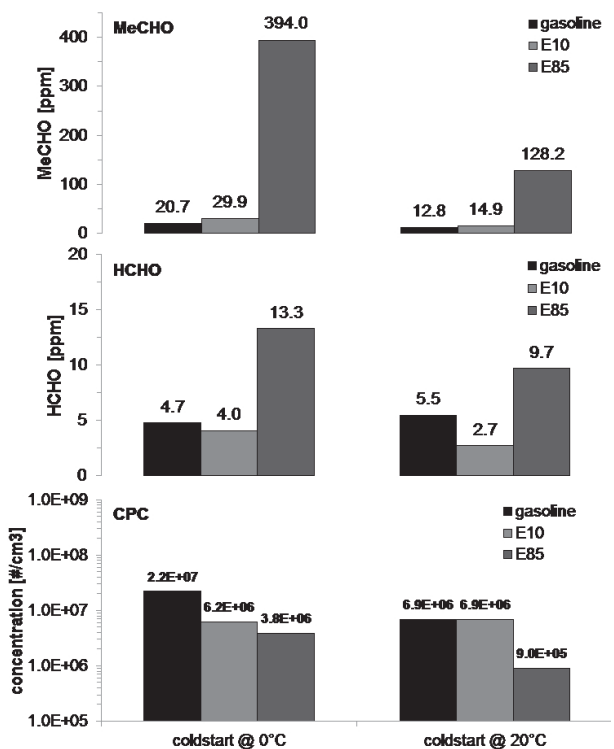 MeCHO
gasoline
E10
E85
MeCHO [ppm]
400
300
200
100
0
20.7
29.9
394.0
12.8
14.9
128.2
HCHO
gasoline
E10
E85
HCHO [ppm]
20
15
10
5
0
4.7
4.0
13.3
5.5
2.7
9.7
CPC
gasoline
E10
E85
concentration [#/cm3]
1.0E+09
1.0E+08
1.0E+07
1.0E+06
1.0E+05
2.2E+07
6.2E+06
3.8E+06
6.9E+06
6.9E+06
9.0E+05
coldstart @ 0°C
coldstart @ 20°C